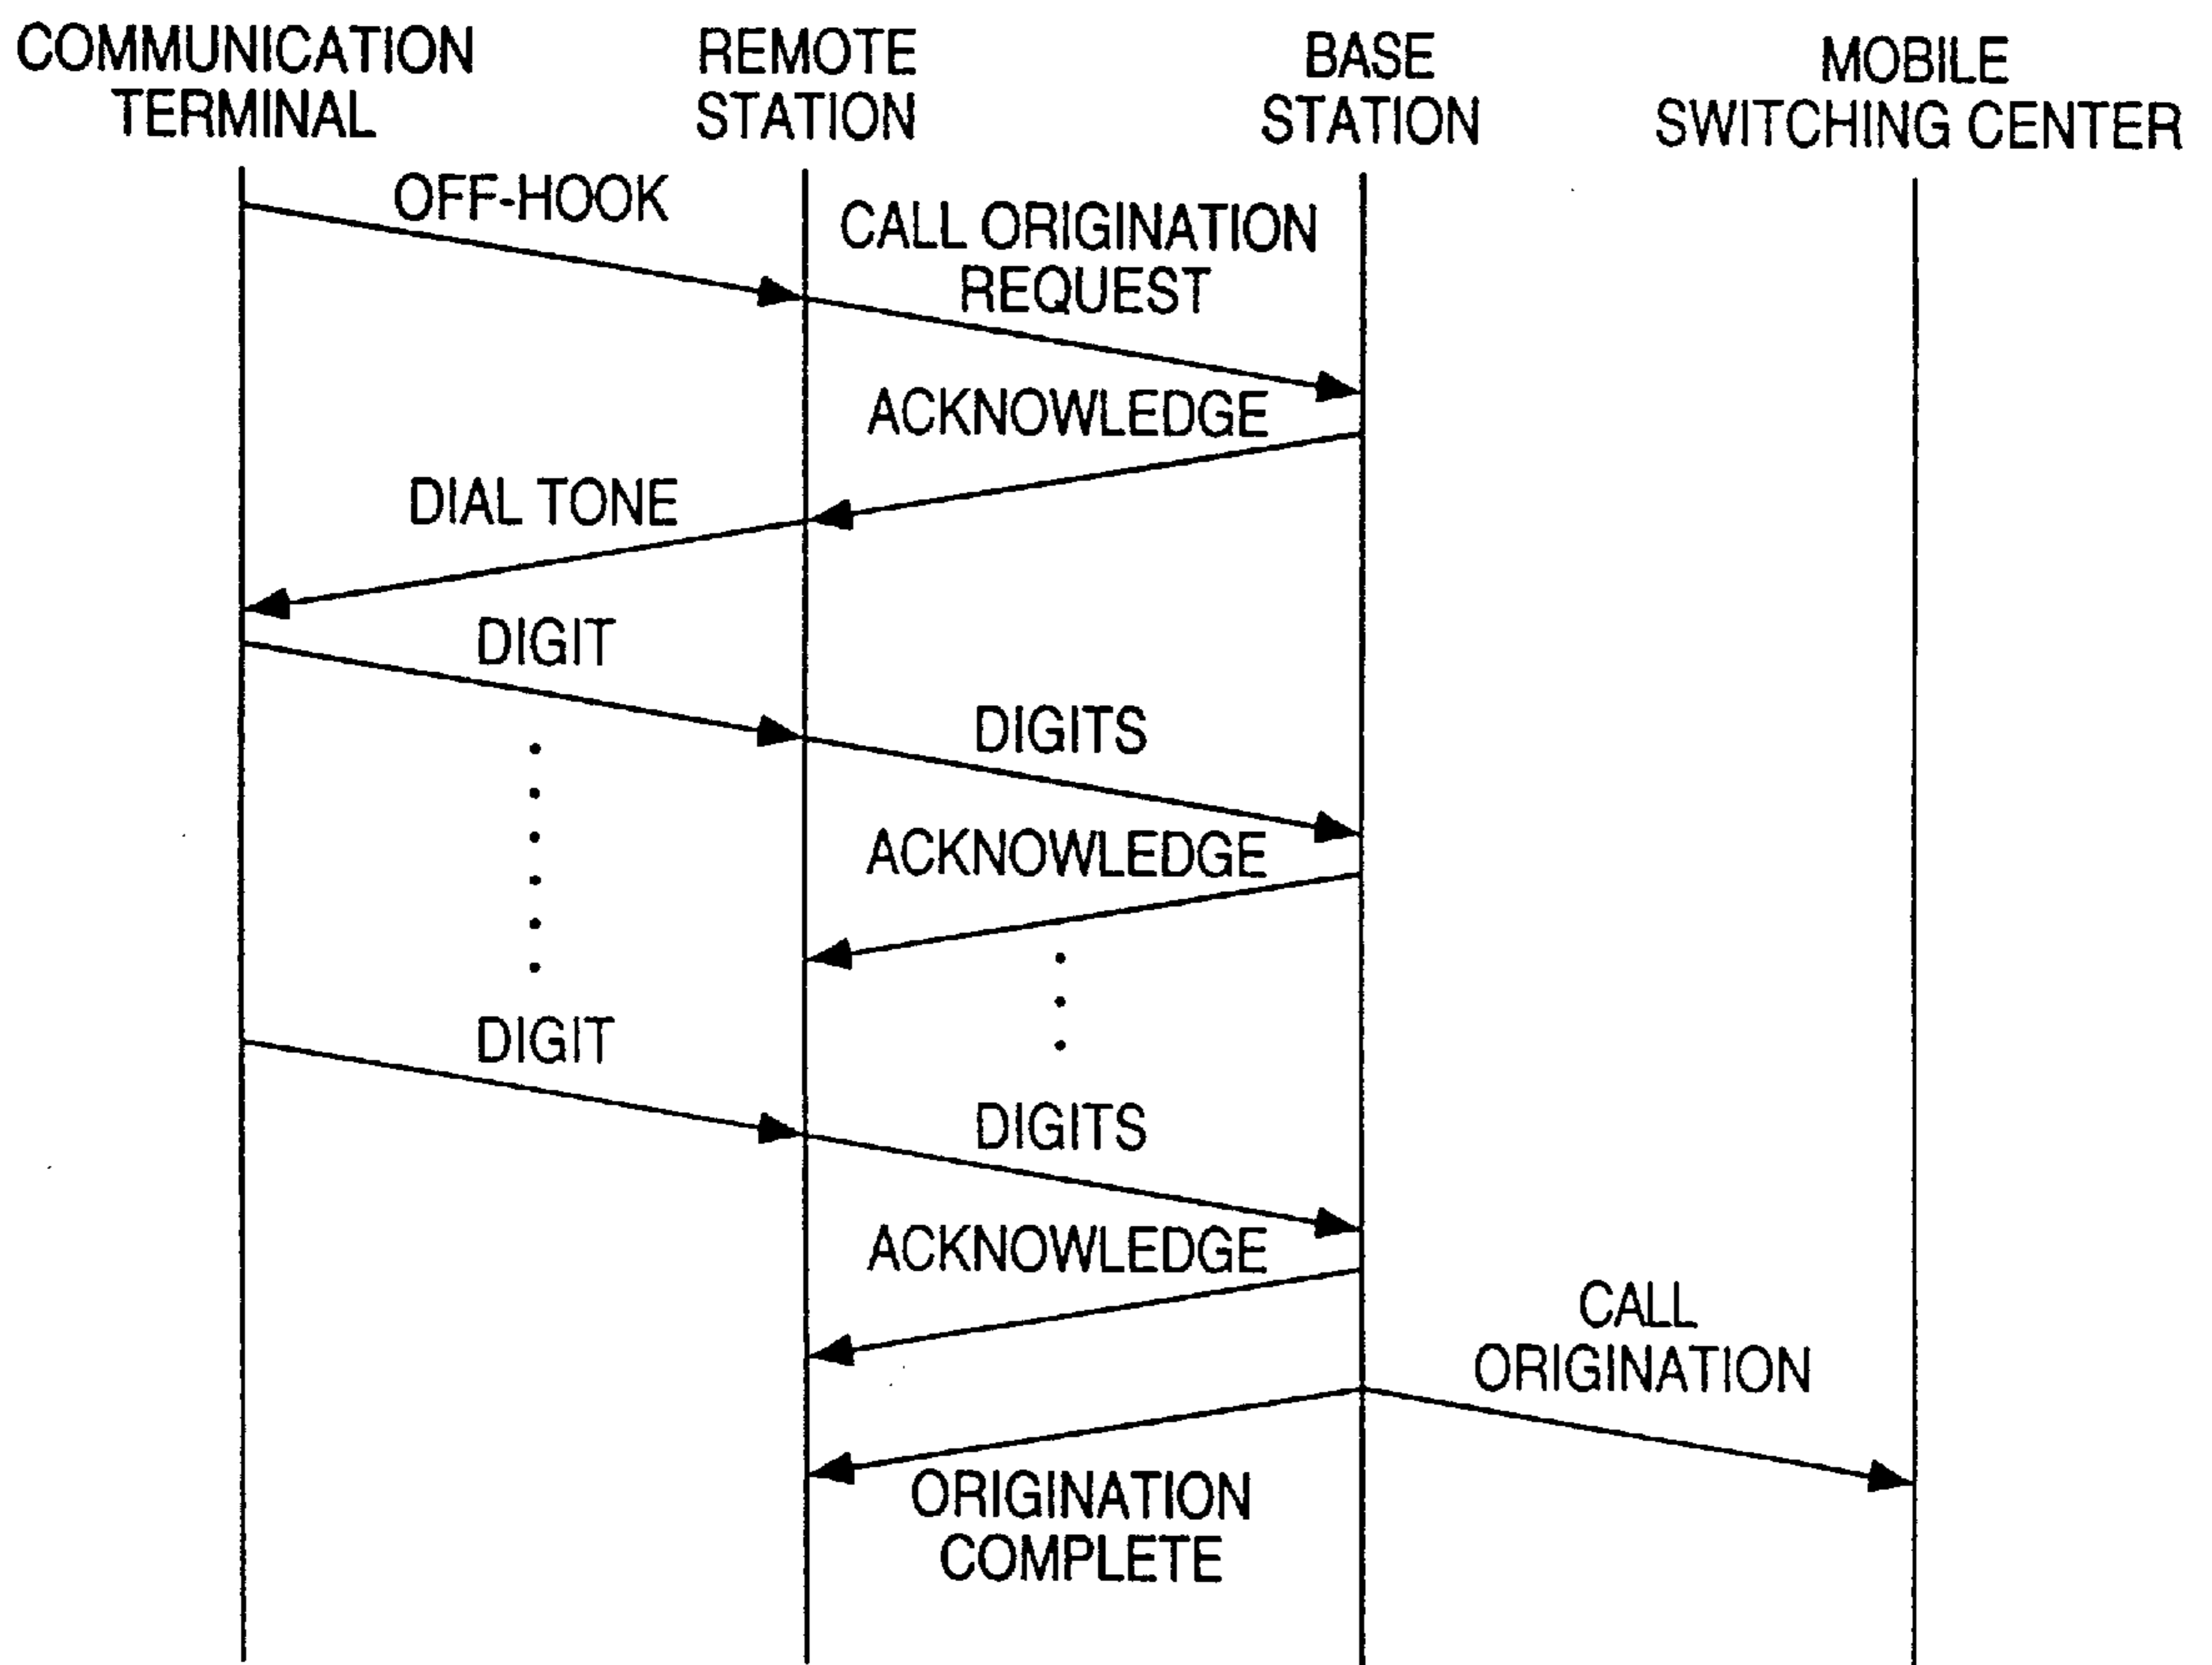 COMMUNICATION
TERMINAL
REMOTE
STATION
BASE
STATION
MOBILE
SWITCHING CENTER
OFF-HOOK
CALL ORIGINATION
REQUEST
ACKNOWLEDGE
DIAL TONE
DIGIT
DIGITS
ACKNOWLEDGE
DIGIT
DIGITS
ACKNOWLEDGE
CALL
ORIGINATION
ORIGINATION
COMPLETE